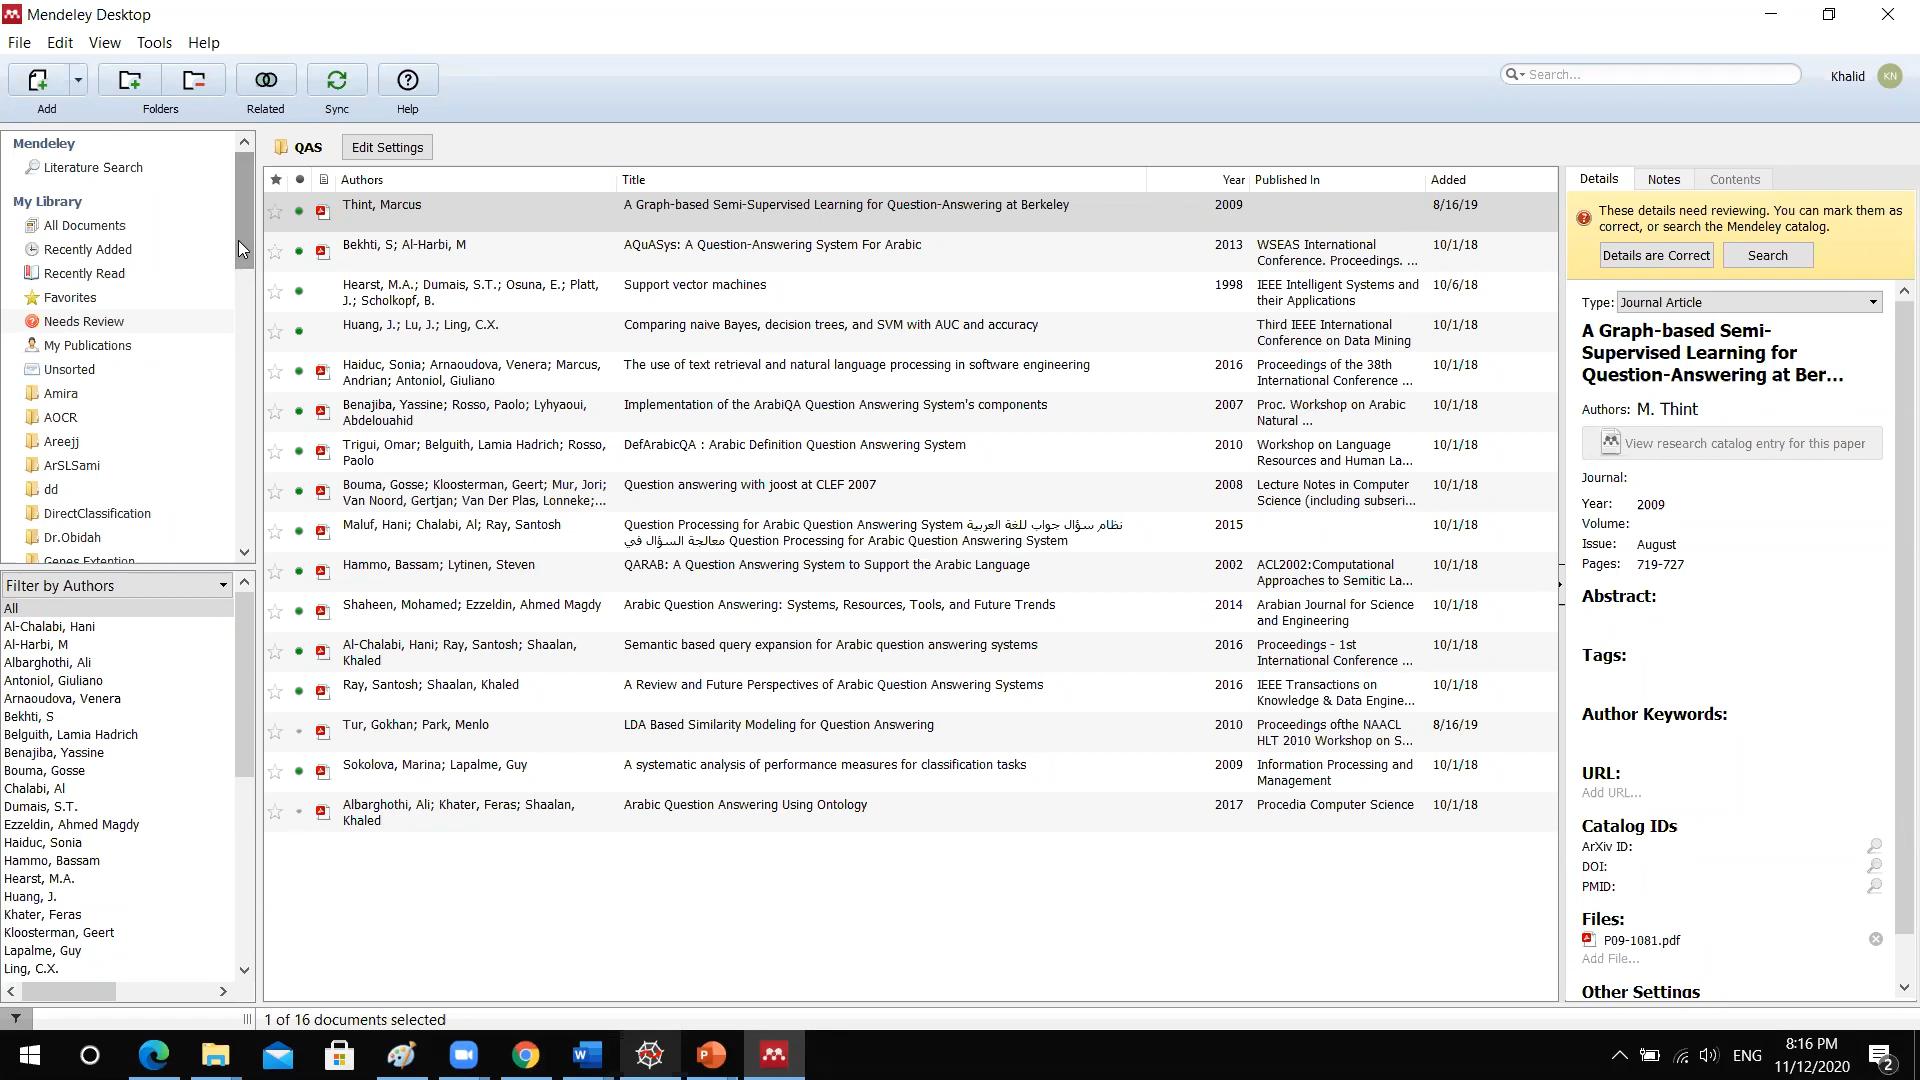 Mendeley Desktop
File Edit View Tools Help
Search...
Khalid KN
Add Folders Related Sync Help
Mendeley
Literature Search
My Library
All Documents
Recently Added
Recently Read
Favorites
Needs Review
My Publications
Unsorted
Amira
AOCR
Areejj
ArSLSami
dd
DirectClassification
Dr.Obidah
Genes Extention
Filter by Authors
All
Al-Chalabi, Hani
Al-Harbi, M
Albarghothi, Ali
Antoniol, Giuliano
Arnaoudova, Venera
Bekhti, S
Belguith, Lamia Hadrich
Benajiba, Yassine
Bouma, Gosse
Chalabi, Al
Dumais, S.T.
Ezzeldin, Ahmed Magdy
Haiduc, Sonia
Hammo, Bassam
Hearst, M.A.
Huang, J.
Khater, Feras
Kloosterman, Geert
Lapalme, Guy
Ling, C.X.
QAS Edit Settings
Authors Title Year Published In Added
Thint, Marcus A Graph-based Semi-Supervised Learning for Question-Answering at Berkeley 2009 8/16/19
Bekhti, S; Al-Harbi, M AQuASys: A Question-Answering System For Arabic 2013 WSEAS International 10/1/18
Conference. Proceedings. ...
Hearst, M.A.; Dumais, S.T.; Osuna, E.; Platt, Support vector machines 1998 IEEE Intelligent Systems and 10/6/18
J.; Scholkopf, B. their Applications
Huang, J.; Lu, J.; Ling, C.X. Comparing naive Bayes, decision trees, and SVM with AUC and accuracy Third IEEE International 10/1/18
Conference on Data Mining
Haiduc, Sonia; Arnaoudova, Venera; Marcus, The use of text retrieval and natural language processing in software engineering 2016 Proceedings of the 38th 10/1/18
Andrian; Antoniol, Giuliano International Conference ...
Benajiba, Yassine; Rosso, Paolo; Lyhyaoui, Implementation of the ArabiQA Question Answering System's components 2007 Proc. Workshop on Arabic 10/1/18
Abdelouahid Natural ...
Trigui, Omar; Belguith, Lamia Hadrich; Rosso, DefArabicQA : Arabic Definition Question Answering System 2010 Workshop on Language 10/1/18
Paolo Resources and Human La...
Bouma, Gosse; Kloosterman, Geert; Mur, Jori; Question answering with joost at CLEF 2007 2008 Lecture Notes in Computer 10/1/18
Van Noord, Gertjan; Van Der Plas, Lonneke;... Science (including subseri...
Maluf, Hani; Chalabi, Al; Ray, Santosh Question Processing for Arabic Question Answering System نظام سؤال جواب للغة العربية 2015 10/1/18
معالجة السؤال في Question Processing for Arabic Question Answering System
Hammo, Bassam; Lytinen, Steven QARAB: A Question Answering System to Support the Arabic Language 2002 ACL2002:Computational 10/1/18
Approaches to Semitic La...
Shaheen, Mohamed; Ezzeldin, Ahmed Magdy Arabic Question Answering: Systems, Resources, Tools, and Future Trends 2014 Arabian Journal for Science 10/1/18
and Engineering
Al-Chalabi, Hani; Ray, Santosh; Shaalan, Semantic based query expansion for Arabic question answering systems 2016 Proceedings - 1st 10/1/18
Khaled International Conference ...
Ray, Santosh; Shaalan, Khaled A Review and Future Perspectives of Arabic Question Answering Systems 2016 IEEE Transactions on 10/1/18
Knowledge & Data Engine...
Tur, Gokhan; Park, Menlo LDA Based Similarity Modeling for Question Answering 2010 Proceedings ofthe NAACL 8/16/19
HLT 2010 Workshop on S...
Sokolova, Marina; Lapalme, Guy A systematic analysis of performance measures for classification tasks 2009 Information Processing and 10/1/18
Management
Albarghothi, Ali; Khater, Feras; Shaalan, Arabic Question Answering Using Ontology 2017 Procedia Computer Science 10/1/18
Khaled
1 of 16 documents selected
Details Notes Contents
These details need reviewing. You can mark them as
correct, or search the Mendeley catalog.
Details are Correct Search
Type: Journal Article
A Graph-based Semi-
Supervised Learning for
Question-Answering at Ber...
Authors: M. Thint
View research catalog entry for this paper
Journal:
Year: 2009
Volume:
Issue: August
Pages: 719-727
Abstract:
Tags:
Author Keywords:
URL:
Add URL...
Catalog IDs
ArXiv ID:
DOI:
PMID:
Files:
P09-1081.pdf
Add File...
Other Settings
ENG
8:16 PM
11/12/2020
2